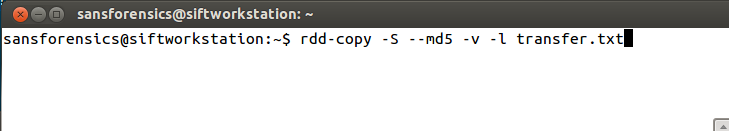 sansforensics@siftworkstation: ~
sansforensics@siftworkstation:~$ rdd-copy -S --md5 -v -l transfer.txt